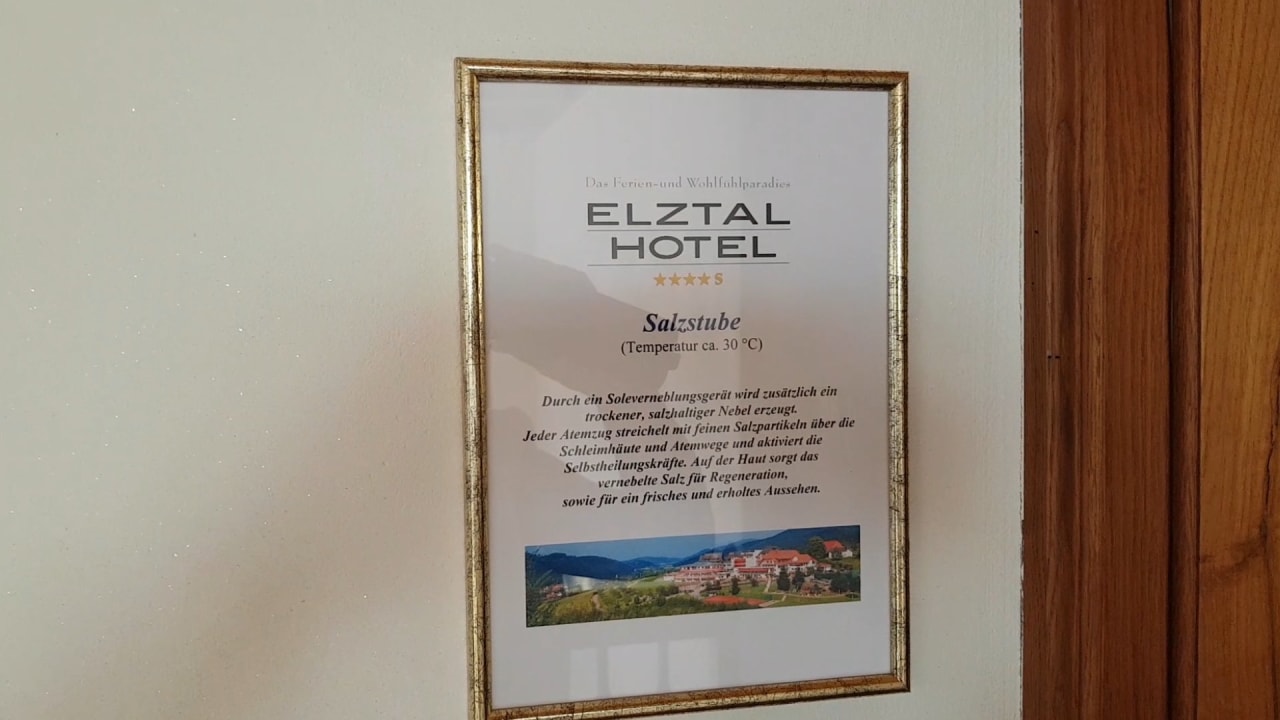 Das Ferien-und Wohlfühlparadies
ELZTAL
HOTEL
★★★★S
Salzstube
(Temperatur ca. 30 °C)
Durch ein Soleverneblungsgerät wird zusätzlich ein
trockener, salzhaltiger Nebel erzeugt.
Jeder Atemzug streichelt mit feinen Salzpartikeln über die
Schleimhäute und Atemwege und aktiviert die
Selbstheilungskräfte. Auf der Haut sorgt das
vernebelte Salz für Regeneration,
sowie für ein frisches und erholtes Aussehen.